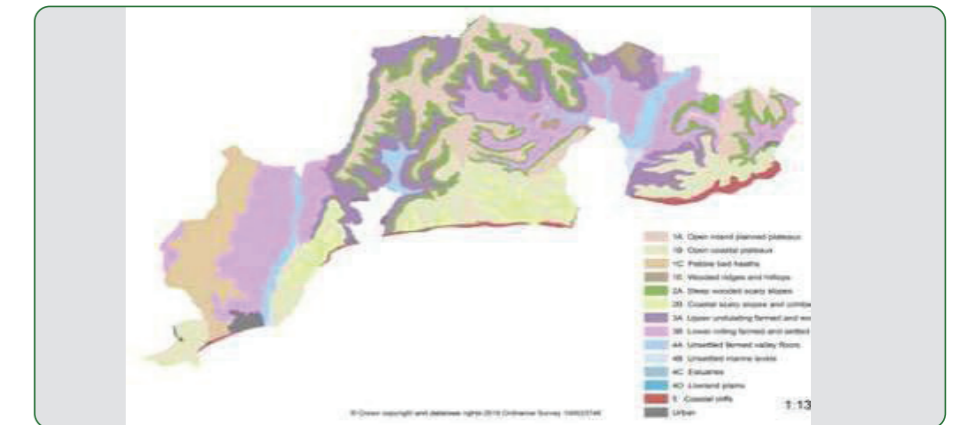 1A Open inland planned plateaux
1B Open coastal plateaux
1C Pebble bed heaths
1E Wooded ridges and hilltops
2A Steep wooded scarp slopes
2B Coastal scarp slopes and combe
3A Upper undulating farmed and wo
3B Lower rolling farmed and settled
4A Unsettled farmed valley floors
4B Unsettled marine levels
4C Estuaries
4D Lowland plains
5 Coastal cliffs
Urban
1:13
© Crown copyright and database rights Ordnance Survey